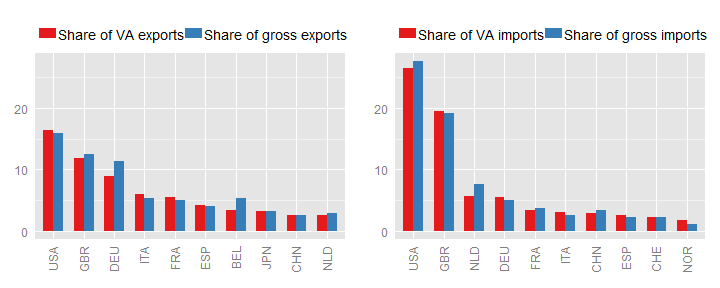 Share of VA exports Share of gross exports
20
10
0
USA GBR DEU ITA FRA ESP BEL JPN CHN NLD
Share of VA imports Share of gross imports
20
10
0
USA GBR NLD DEU FRA ITA CHN ESP CHE NOR